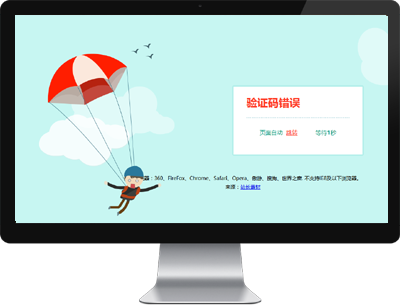 验证码错误
页面自动 跳转 等待1秒
器：360、FireFox、Chrome、Safari、Opera、傲游、搜狗、世界之窗. 不支持IE8及以下浏览器。
来源：站长素材